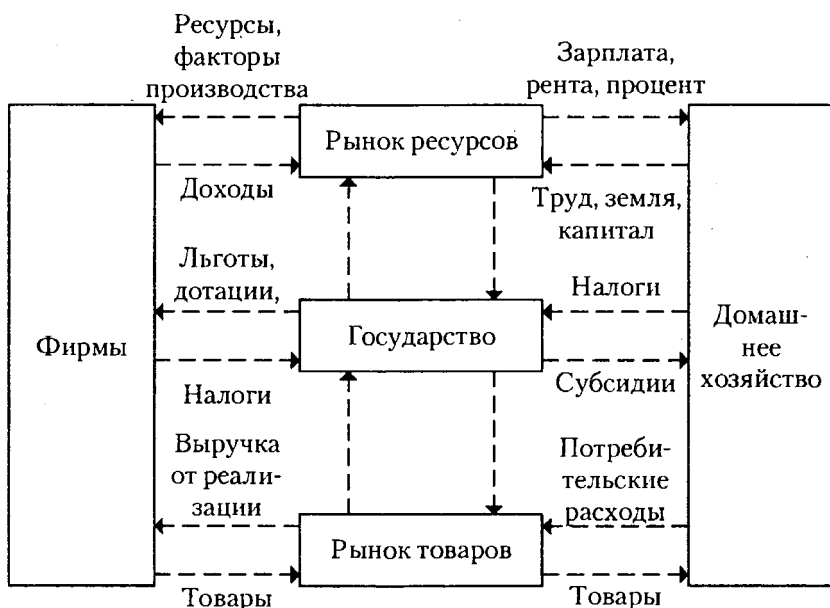 Ресурсы,
факторы
производства
Зарплата,
рента, процент
Рынок ресурсов
Доходы
Труд, земля,
капитал
Льготы,
дотации,
Налоги
Фирмы
Государство
Домаш-
нее
хозяйство
Налоги
Субсидии
Выручка
от реали-
зации
Потреби-
тельские
расходы
Рынок товаров
Товары
Товары